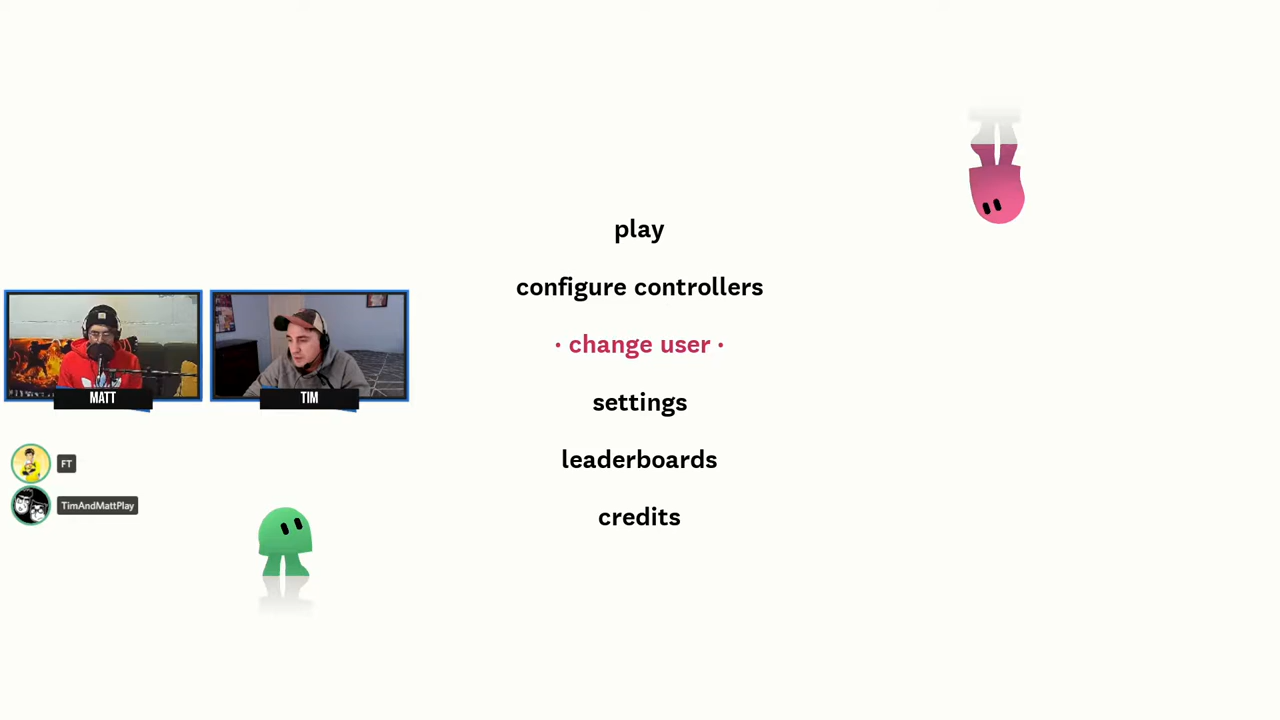 play
configure controllers
· change user ·
settings
leaderboards
credits
MATT
TIM
FT
TimAndMattPlay